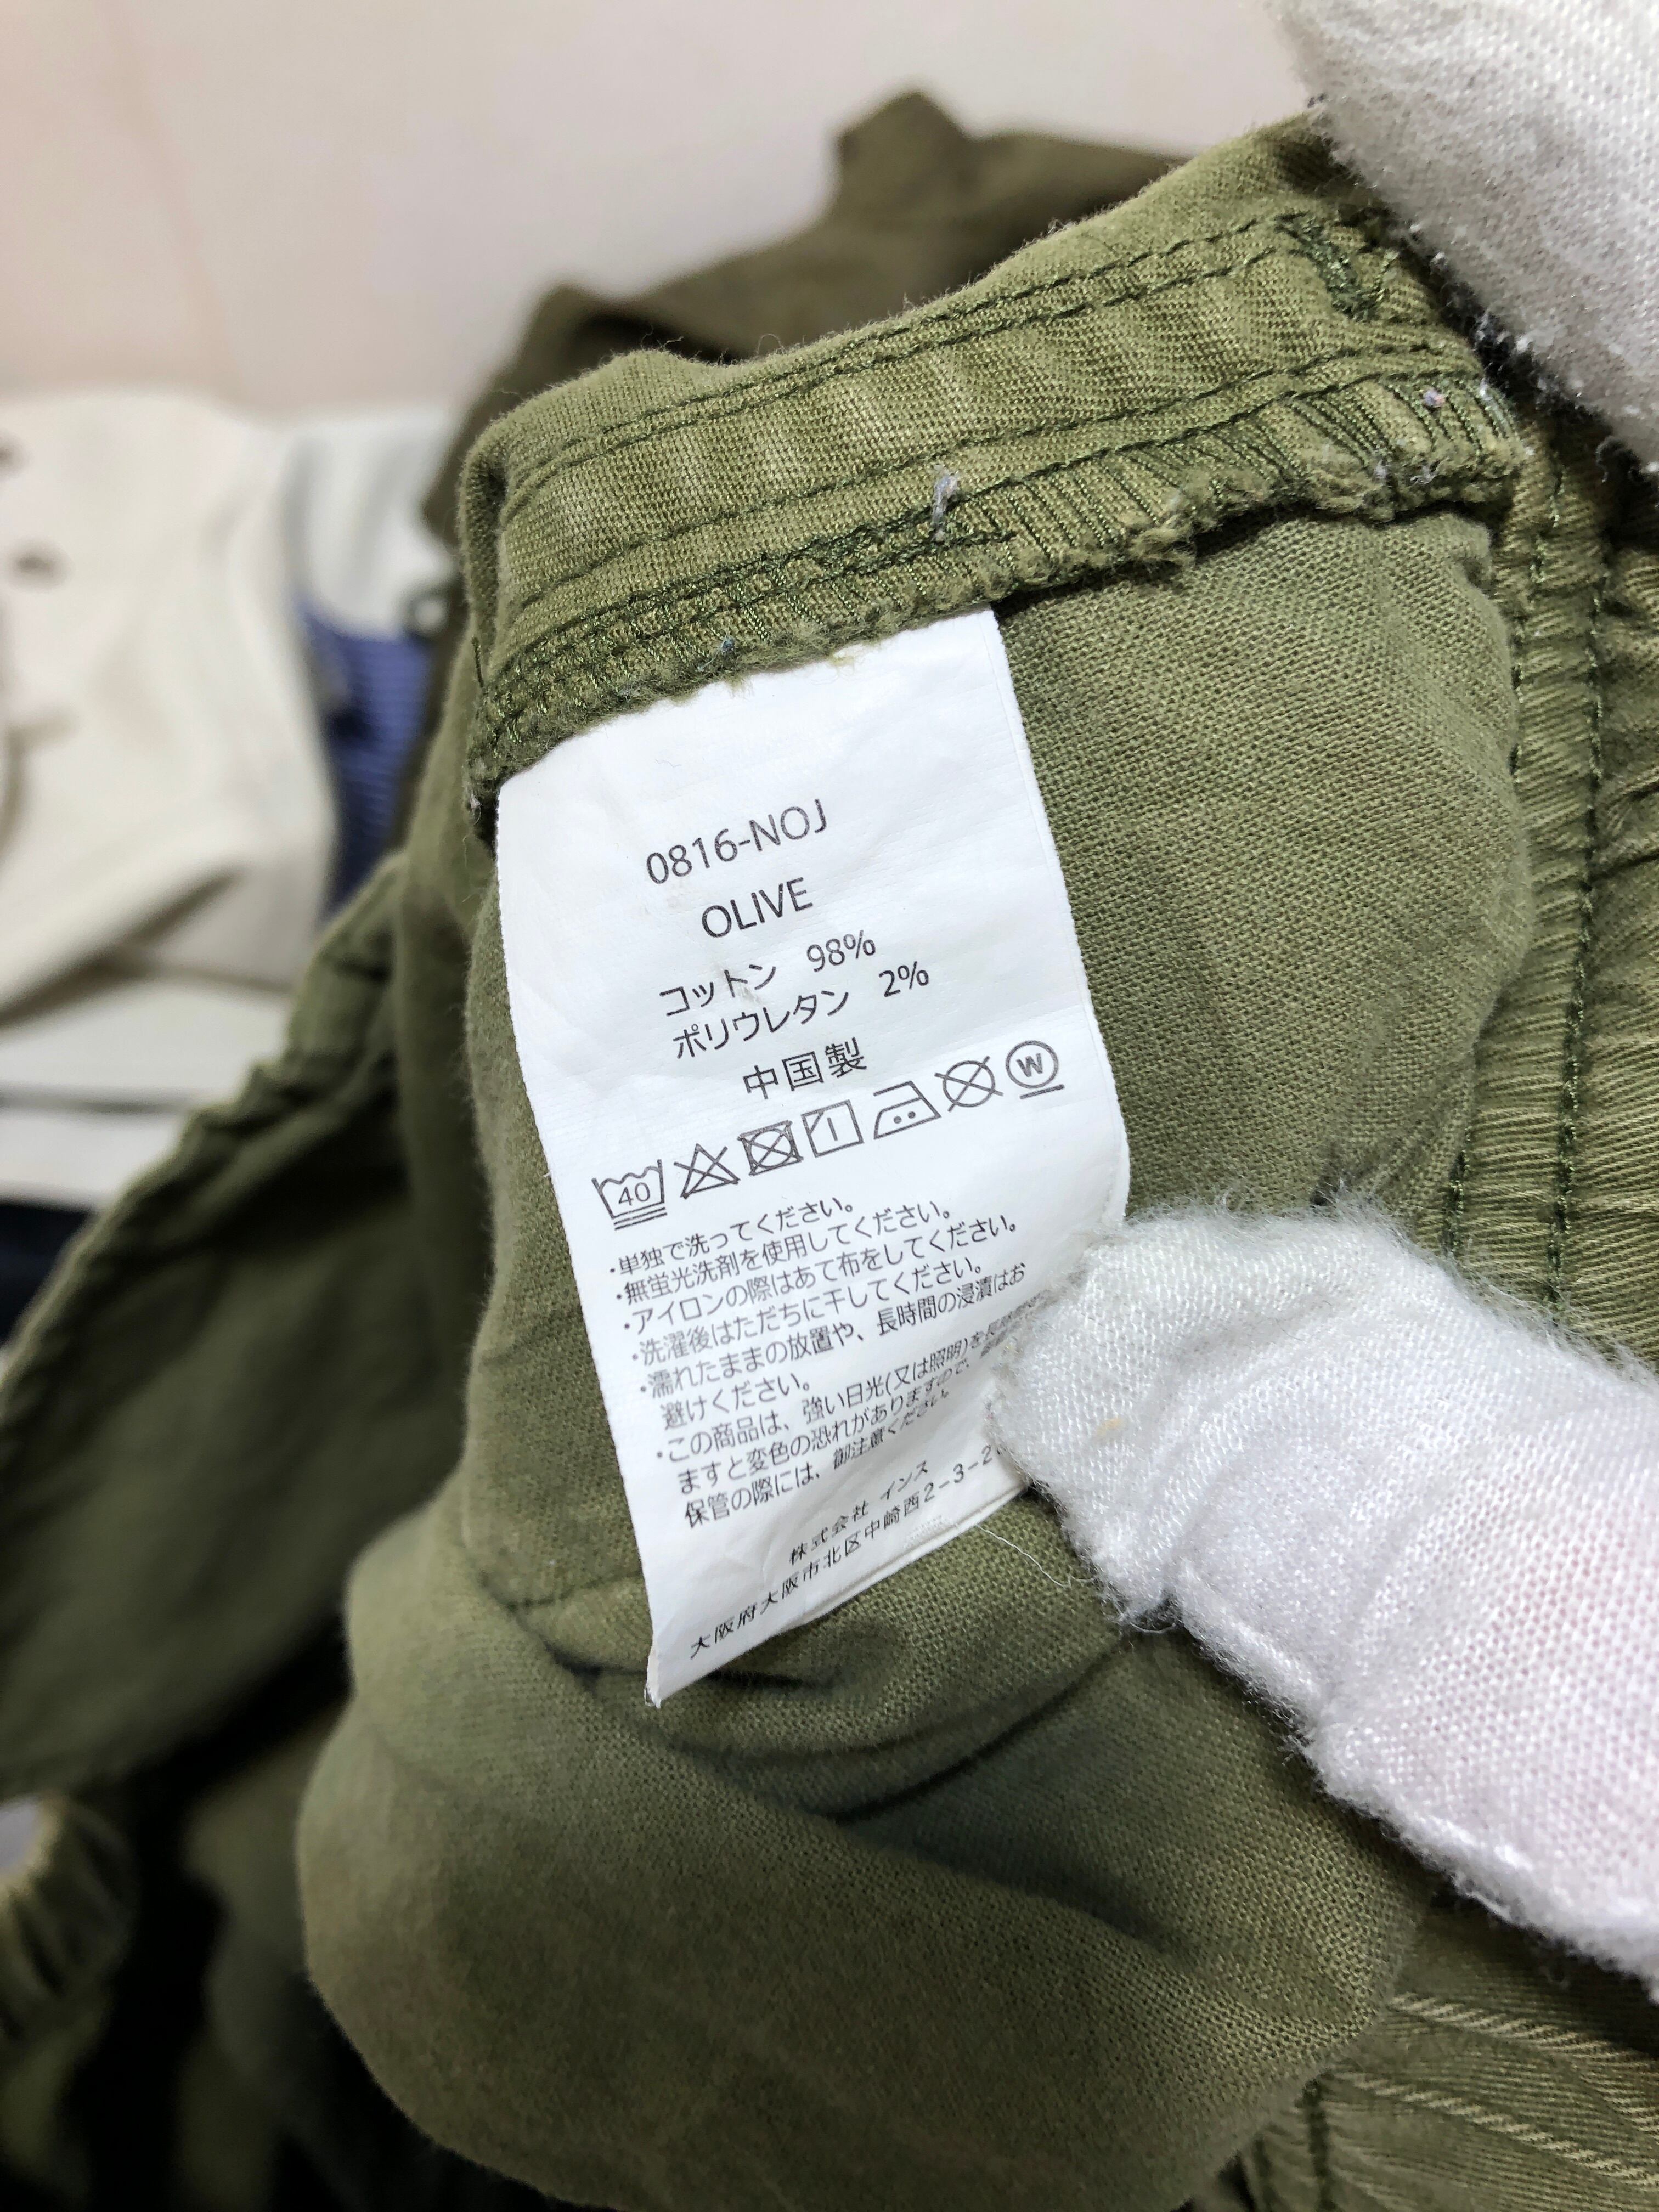 0816-NOJ
OLIVE
コットン 98%
ポリウレタン 2%
中国製
40 W
・単独で洗ってください。
・無蛍光洗剤を使用してください。
・アイロンの際はあて布をしてください。
・洗濯後はただちに干してください。
・濡れたままの放置や、長時間の浸漬はお
避けください。
・この商品は、強い日光(又は照明)を
ますと変色の恐れがありますので、
保管の際には、御注意ください。
株式会社 インス
大阪府大阪市北区中崎西2-3-2